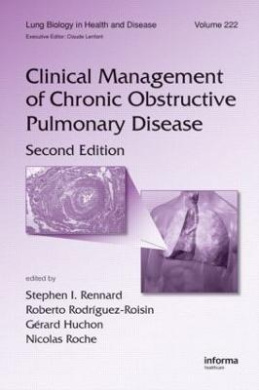 Lung Biology in Health and Disease
Volume 222
Executive Editor: Claude Lenfant
Clinical Management
of Chronic Obstructive
Pulmonary Disease
Second Edition
edited by
Stephen I. Rennard
Roberto Rodríguez-Roisin
Gérard Huchon
Nicolas Roche
informa
healthcare